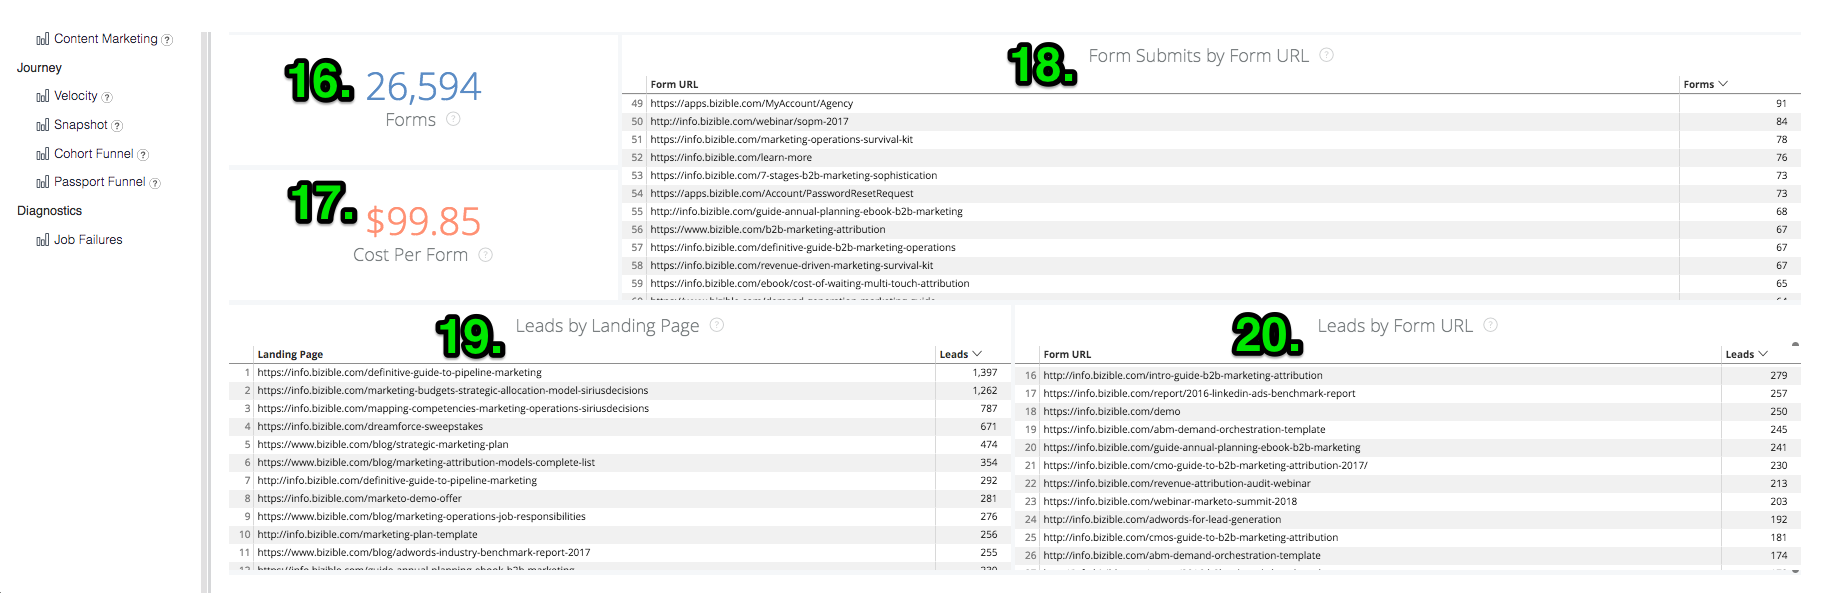 Content Marketing ?
Journey
Velocity ?
Snapshot ?
Cohort Funnel ?
Passport Funnel ?
Diagnostics
Job Failures
16. 26,594
Forms ?
17. $99.85
Cost Per Form ?
18. Form Submits by Form URL ?
Form URL Forms
49 https://apps.bizible.com/MyAccount/Agency 91
50 http://info.bizible.com/webinar/sopm-2017 84
51 https://info.bizible.com/marketing-operations-survival-kit 78
52 https://info.bizible.com/learn-more 76
53 https://info.bizible.com/7-stages-b2b-marketing-sophistication 73
54 https://apps.bizible.com/Account/PasswordResetRequest 73
55 http://info.bizible.com/guide-annual-planning-ebook-b2b-marketing 68
56 https://www.bizible.com/b2b-marketing-attribution 67
57 https://info.bizible.com/definitive-guide-b2b-marketing-operations 67
58 https://info.bizible.com/revenue-driven-marketing-survival-kit 67
59 https://info.bizible.com/ebook/cost-of-waiting-multi-touch-attribution 65
19. Leads by Landing Page ?
Landing Page Leads
1 https://info.bizible.com/definitive-guide-to-pipeline-marketing 1,397
2 https://info.bizible.com/marketing-budgets-strategic-allocation-model-siriusdecisions 1,262
3 https://info.bizible.com/mapping-competencies-marketing-operations-siriusdecisions 787
4 https://info.bizible.com/dreamforce-sweepstakes 671
5 https://www.bizible.com/blog/strategic-marketing-plan 474
6 https://www.bizible.com/blog/marketing-attribution-models-complete-list 354
7 http://info.bizible.com/definitive-guide-to-pipeline-marketing 292
8 https://info.bizible.com/marketo-demo-offer 281
9 https://www.bizible.com/blog/marketing-operations-job-responsibilities 276
10 http://info.bizible.com/marketing-plan-template 256
11 https://www.bizible.com/blog/adwords-industry-benchmark-report-2017 255
20. Leads by Form URL ?
Form URL Leads
16 http://info.bizible.com/intro-guide-b2b-marketing-attribution 279
17 https://info.bizible.com/report/2016-linkedin-ads-benchmark-report 257
18 https://info.bizible.com/demo 250
19 https://info.bizible.com/abm-demand-orchestration-template 245
20 http://info.bizible.com/guide-annual-planning-ebook-b2b-marketing 241
21 https://info.bizible.com/cmo-guide-to-b2b-marketing-attribution-2017/ 230
22 https://info.bizible.com/revenue-attribution-audit-webinar 213
23 https://info.bizible.com/webinar-marketo-summit-2018 203
24 http://info.bizible.com/adwords-for-lead-generation 192
25 https://info.bizible.com/cmos-guide-to-b2b-marketing-attribution 181
26 http://info.bizible.com/abm-demand-orchestration-template 174